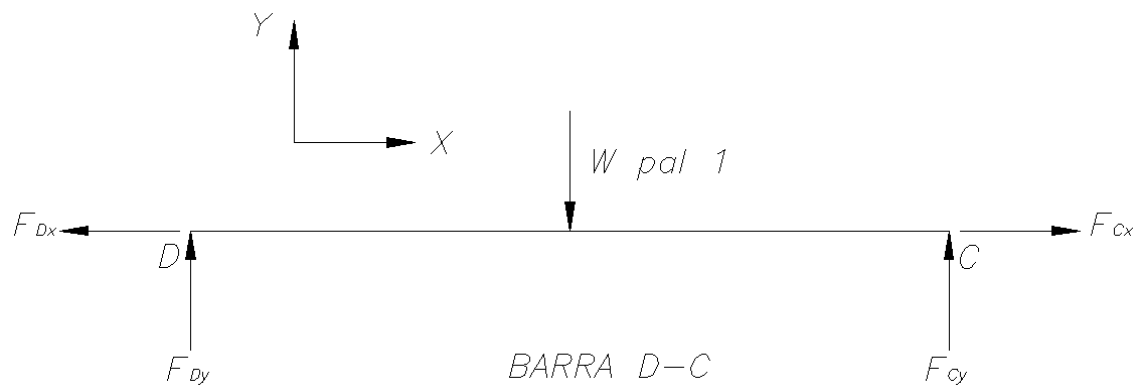 Y
X
W pal 1
F Dx
F Cx
D
C
F Dy
F Cy
BARRA D-C